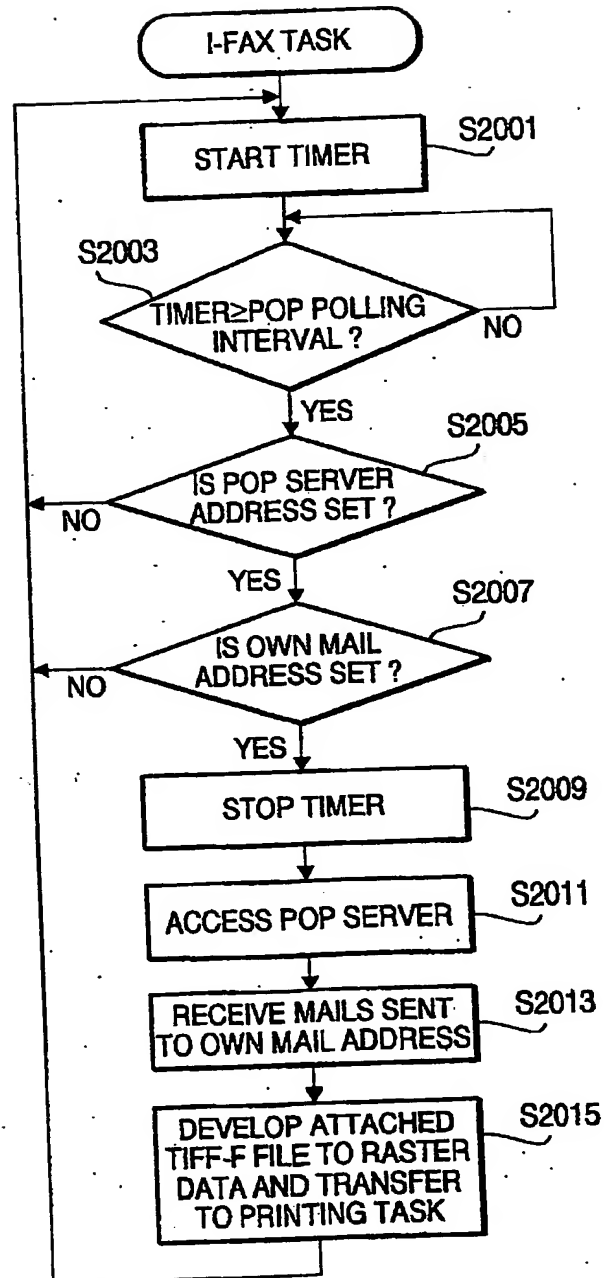 I-FAX TASK
START TIMER
S2001
S2003
TIMER≥POP POLLING
INTERVAL ?
NO
YES
S2005
IS POP SERVER
ADDRESS SET ?
NO
YES
S2007
IS OWN MAIL
ADDRESS SET ?
NO
YES
STOP TIMER
S2009
ACCESS POP SERVER
S2011
RECEIVE MAILS SENT
TO OWN MAIL ADDRESS
S2013
DEVELOP ATTACHED
TIFF-F FILE TO RASTER
DATA AND TRANSFER
TO PRINTING TASK
S2015